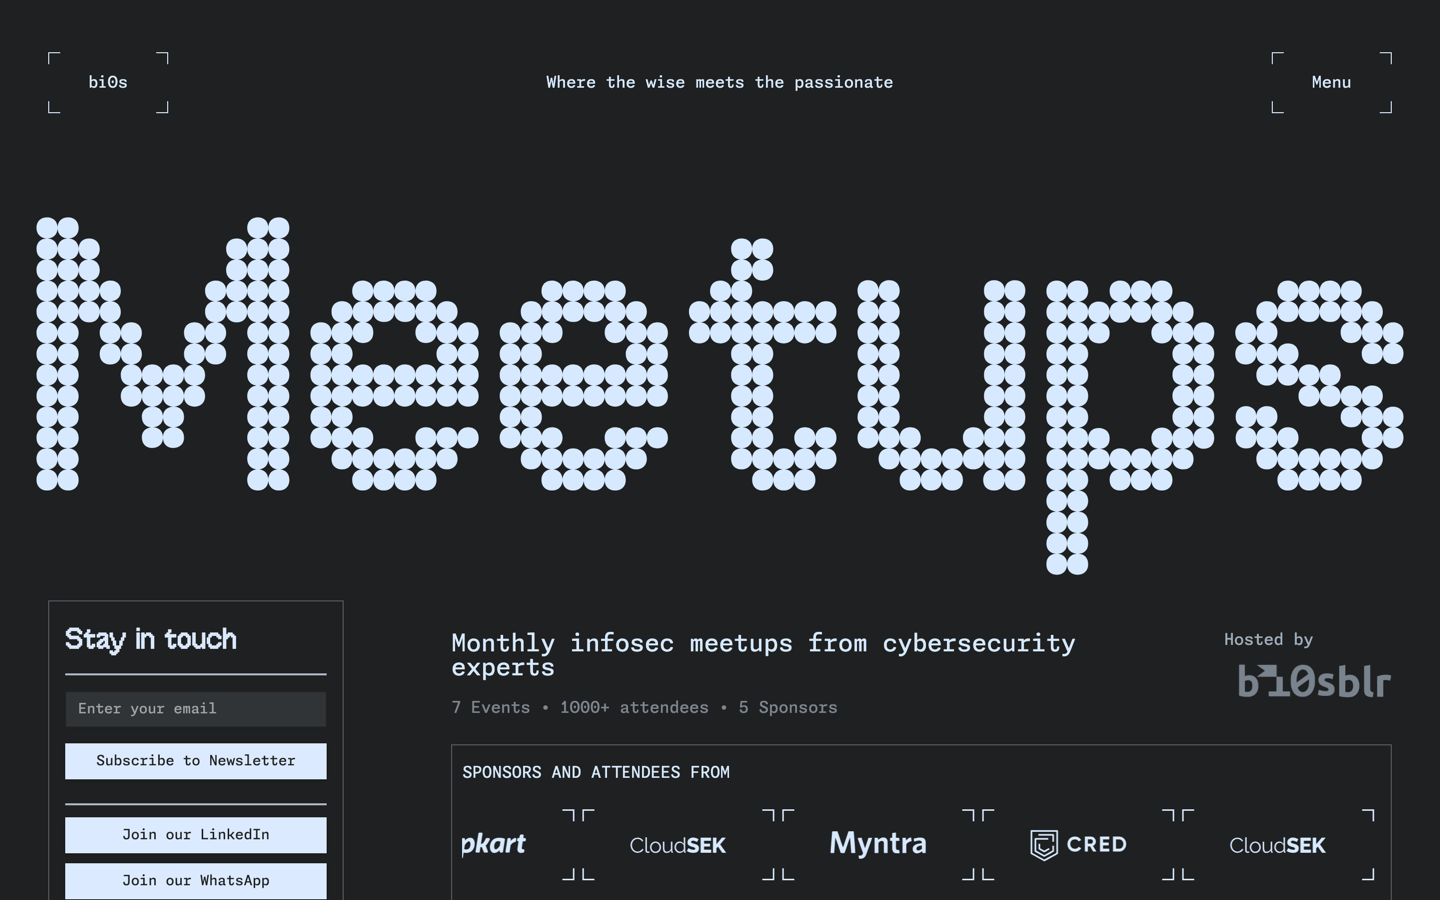 bi0s
Where the wise meets the passionate
Menu
Meetups
Stay in touch
Enter your email
Subscribe to Newsletter
Join our LinkedIn
Join our WhatsApp
Monthly infosec meetups from cybersecurity
experts
7 Events • 1000+ attendees • 5 Sponsors
Hosted by
bi0sblr
SPONSORS AND ATTENDEES FROM
pkart
CloudSEK
Myntra
CRED
CloudSEK